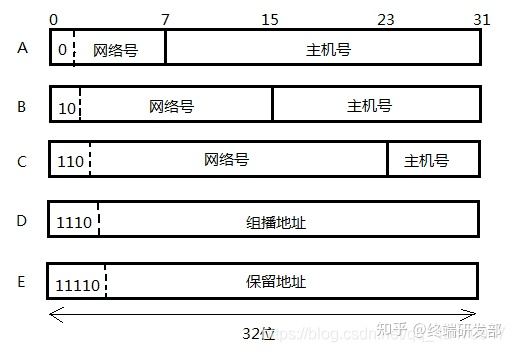 0 7 15 23 31
A 0 网络号 主机号
B 10 网络号 主机号
C 110 网络号 主机号
D 1110 组播地址
E 11110 保留地址
32位
知乎 @终端研发部
https://blog.csdn.net/